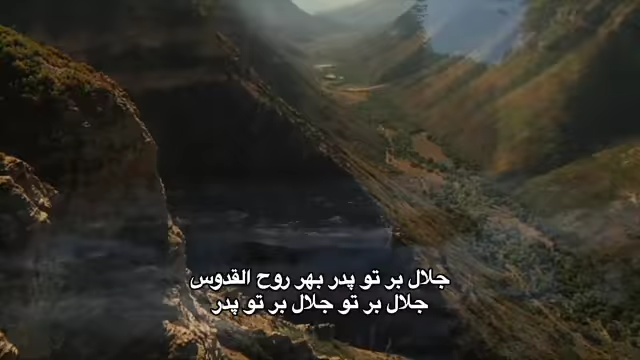 جلال بر تو پدر بهر روح القدوس
جلال بر تو جلال بر تو پدر